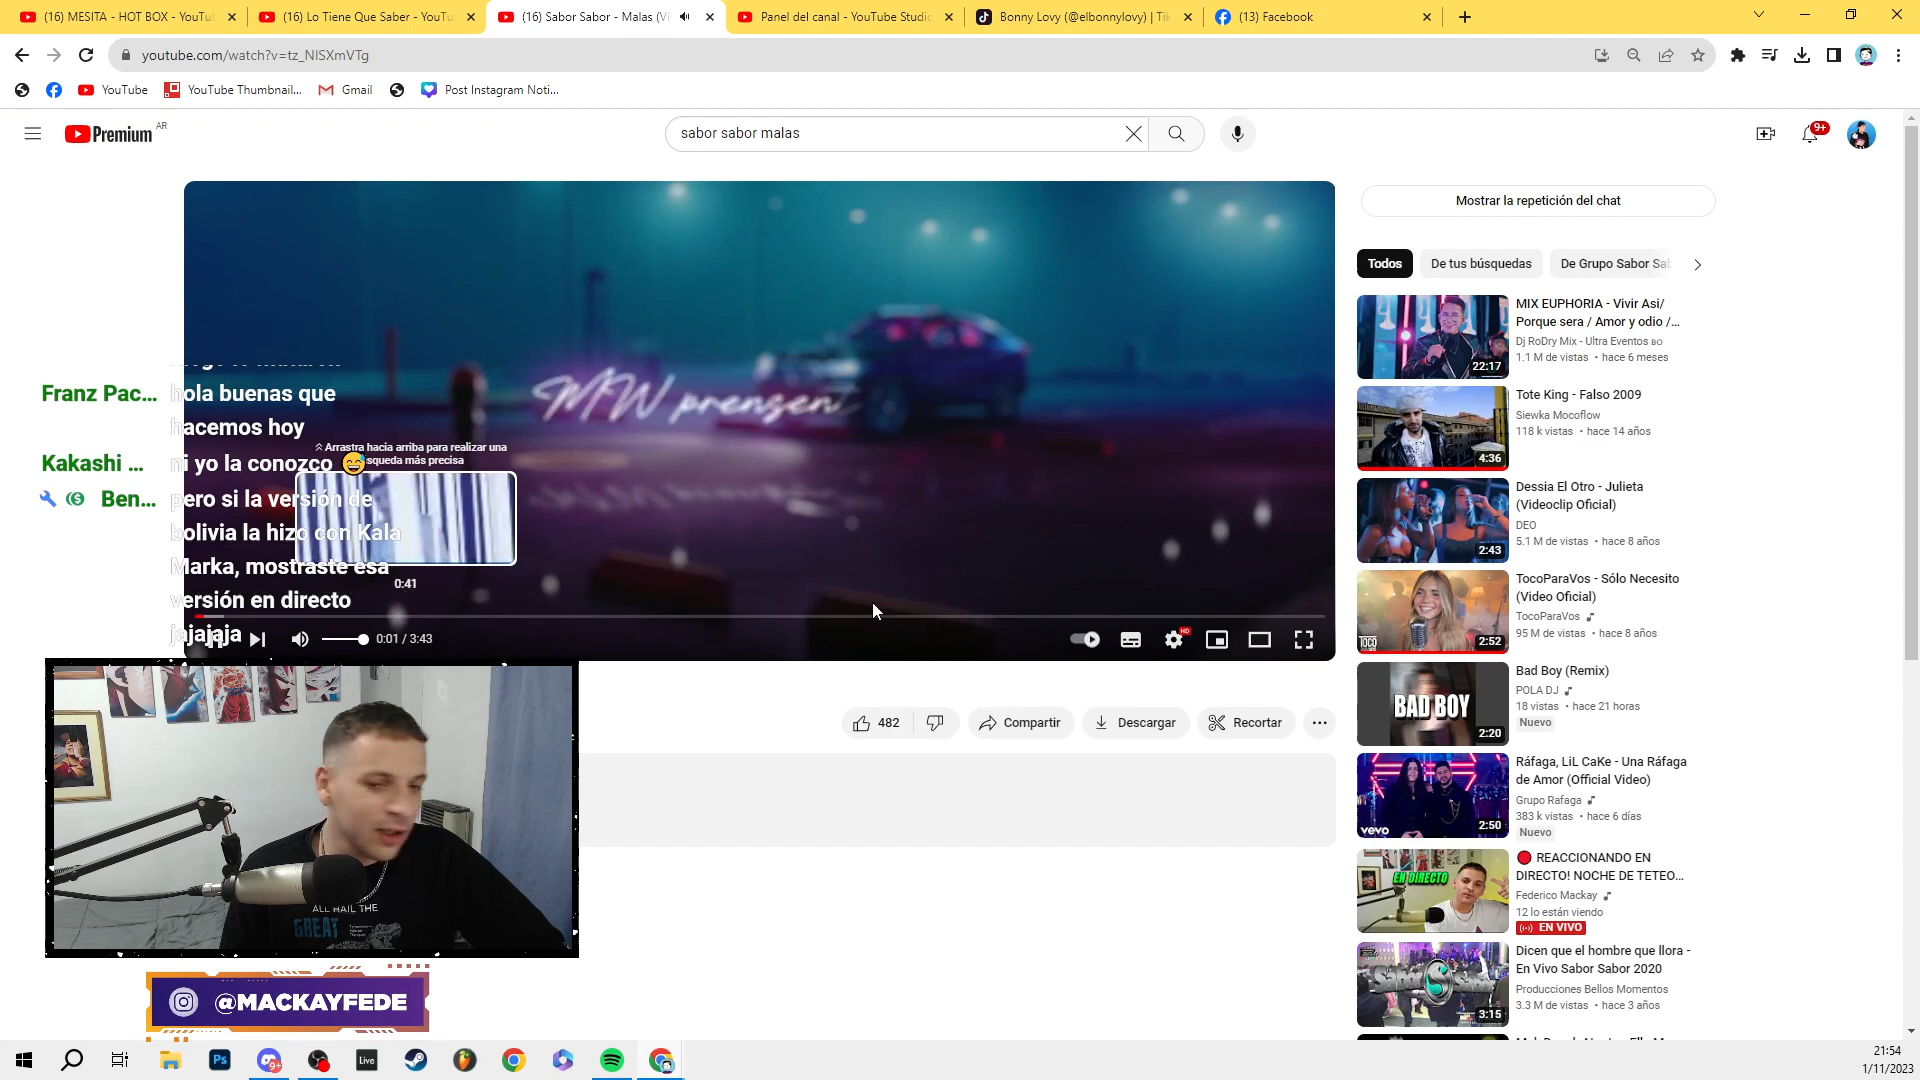 (16) MESITA - HOT BOX - YouTu
(16) Lo Tiene Que Saber - YouTu
(16) Sabor Sabor - Malas (Vi
Panel del canal - YouTube Studio
Bonny Lovy (@elbonnylovy) | Tik
(13) Facebook
youtube.com/watch?v=tz_NISXmVTg
YouTube
YouTube Thumbnail...
Gmail
Post Instagram Noti...
Premium
AR
sabor sabor malas
9+
MW prensent
Mostrar la repetición del chat
Todos
De tus búsquedas
De Grupo Sabor Sab
Franz Pac...
hola buenas que
hacemos hoy
Arrastra hacia arriba para realizar una
squeda más precisa
Kakashi ...
ni yo la conozco 😅
Ben...
pero si la versión de
bolivia la hizo con Kala
Marka, mostraste esa
versión en directo
jajajaja
0:41
0:01 / 3:43
HD
482
Compartir
Descargar
Recortar
MIX EUPHORIA - Vivir Asi/
Porque sera / Amor y odio /...
Dj RoDry Mix - Ultra Eventos BO
1.1 M de vistas • hace 6 meses
22:17
Tote King - Falso 2009
Siewka Mocoflow
118 k vistas • hace 14 años
4:36
Dessia El Otro - Julieta
(Videoclip Oficial)
DEO
5.1 M de vistas • hace 8 años
2:43
TocoParaVos - Sólo Necesito
(Video Oficial)
TocoParaVos
95 M de vistas • hace 8 años
TOCO
2:52
Bad Boy (Remix)
POLA DJ
18 vistas • hace 21 horas
Nuevo
BAD BOY
2:20
Ráfaga, LiL CaKe - Una Ráfaga
de Amor (Official Video)
Grupo Rafaga
383 k vistas • hace 6 días
Nuevo
vevo
2:50
🔴 REACCIONANDO EN
DIRECTO! NOCHE DE TETEO...
Federico Mackay
12 lo están viendo
EN VIVO
EN DIRECTO
Dicen que el hombre que llora -
En Vivo Sabor Sabor 2020
Producciones Bellos Momentos
3.3 M de vistas • hace 3 años
3:15
ALL HAIL THE
GREAT
@MACKAYFEDE
Ps
9+
Live
21:54
1/11/2023